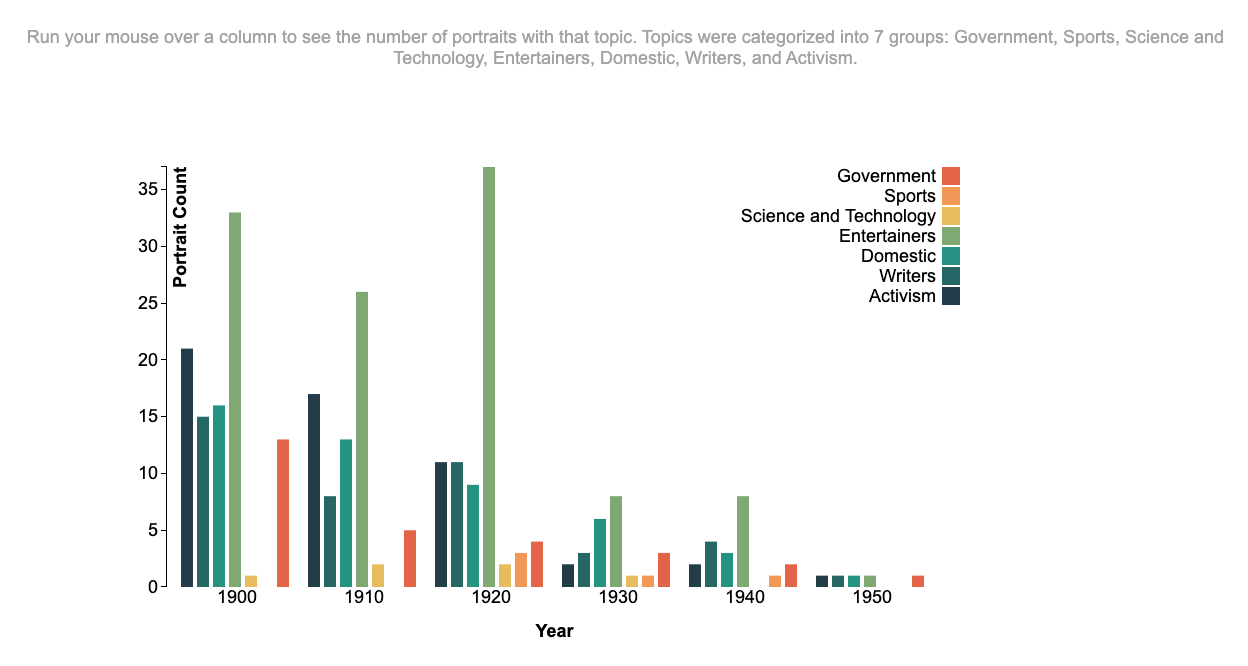 Run your mouse over a column to see the number of portraits with that topic. Topics were categorized into 7 groups: Government, Sports, Science and
Technology, Entertainers, Domestic, Writers, and Activism.
Portrait Count
35
30
25
20
15
10
5
0
Government
Sports
Science and Technology
Entertainers
Domestic
Writers
Activism
1900 1910 1920 1930 1940 1950
Year